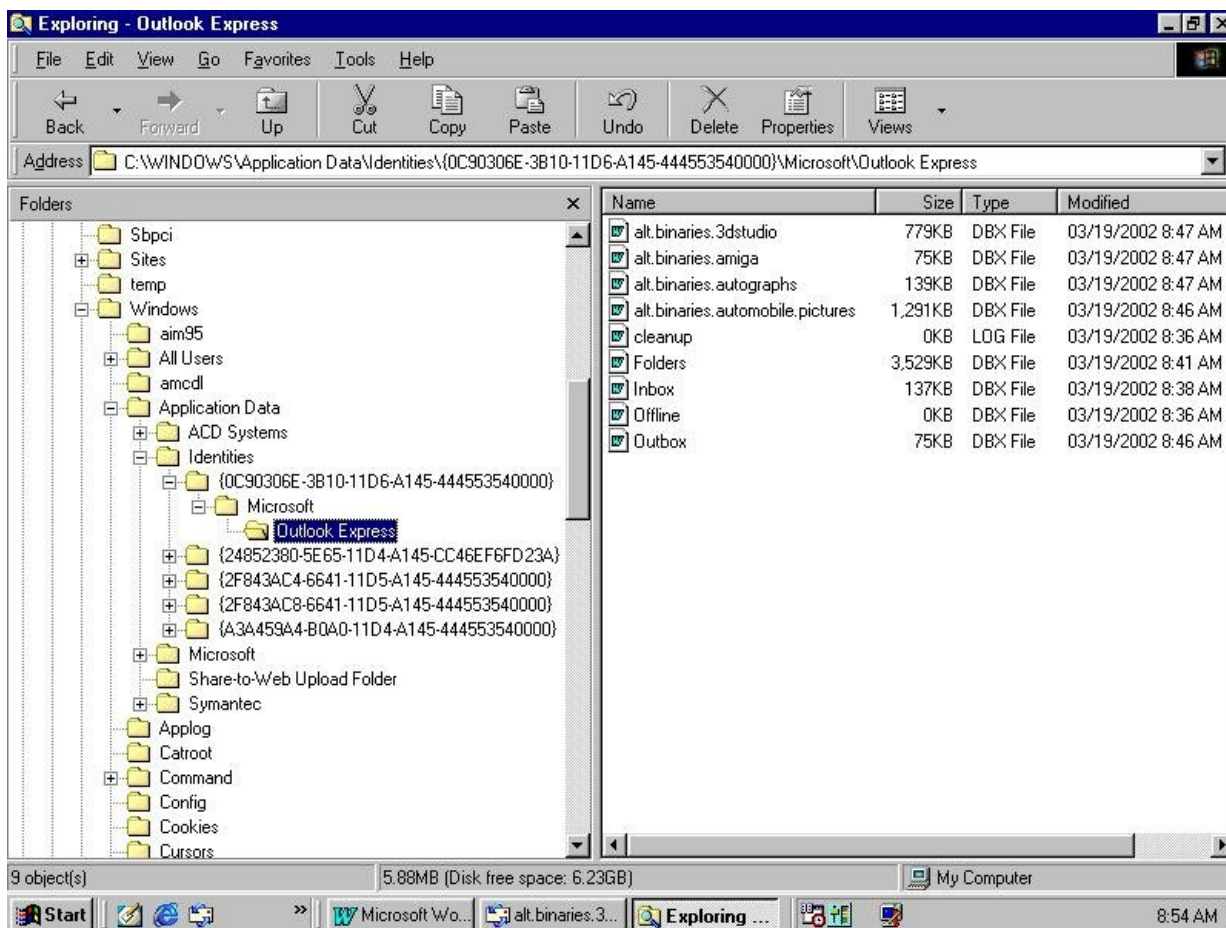 Exploring - Outlook Express
File Edit View Go Favorites Tools Help
Back Forward Up Cut Copy Paste Undo Delete Properties Views
Address C:\WINDOWS\Application Data\Identities\{0C90306E-3B10-11D6-A145-444553540000}\Microsoft\Outlook Express
Folders
Sbpci
Sites
temp
Windows
aim95
All Users
amcdl
Application Data
ACD Systems
Identities
{0C90306E-3B10-11D6-A145-444553540000}
Microsoft
Outlook Express
{24852380-5E65-11D4-A145-CC46EF6FD23A}
{2F843AC4-6641-11D5-A145-444553540000}
{2F843AC8-6641-11D5-A145-444553540000}
{A3A459A4-B0A0-11D4-A145-444553540000}
Microsoft
Share-to-Web Upload Folder
Symantec
Applog
Catroot
Command
Config
Cookies
Cursors
Name Size Type Modified
alt.binaries.3dstudio 779KB DBX File 03/19/2002 8:47 AM
alt.binaries.amiga 75KB DBX File 03/19/2002 8:47 AM
alt.binaries.autographs 139KB DBX File 03/19/2002 8:47 AM
alt.binaries.automobile.pictures 1,291KB DBX File 03/19/2002 8:46 AM
cleanup 0KB LOG File 03/19/2002 8:36 AM
Folders 3,529KB DBX File 03/19/2002 8:41 AM
Inbox 137KB DBX File 03/19/2002 8:38 AM
Offline 0KB DBX File 03/19/2002 8:36 AM
Outbox 75KB DBX File 03/19/2002 8:46 AM
9 object(s) 5.88MB (Disk free space: 6.23GB) My Computer
Start » Microsoft Wo... alt.binaries.3... Exploring ... 8:54 AM